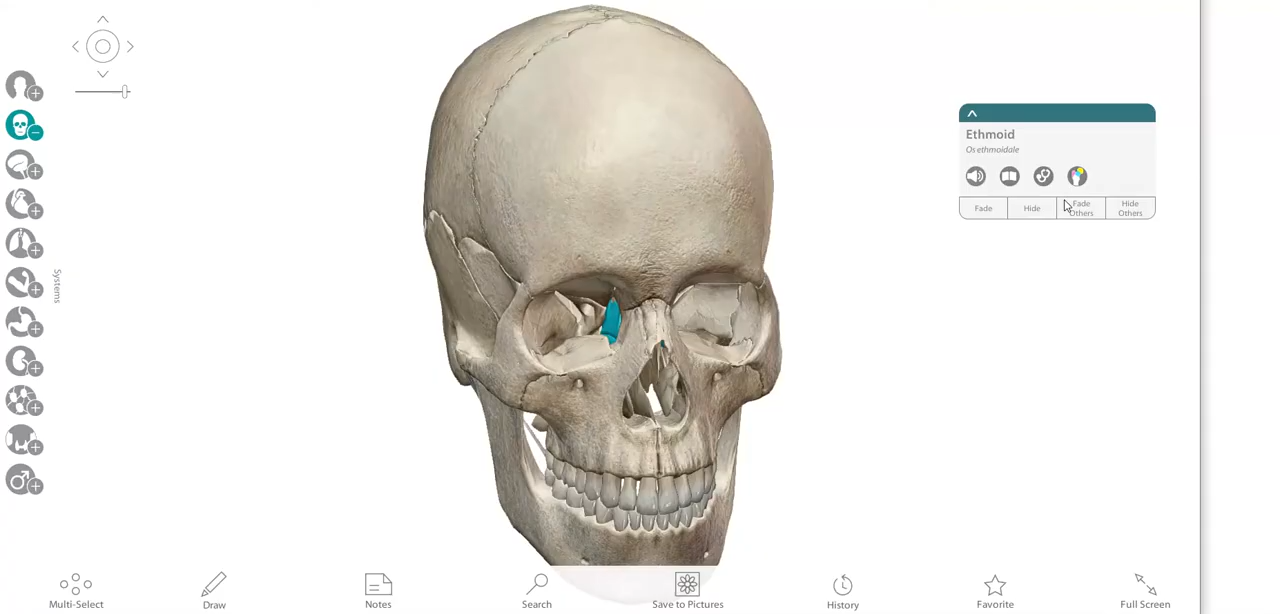 Ethmoid
Os ethmoidale
Fade
Hide
Fade
Others
Hide
Others
Systems
Multi-Select
Draw
Notes
Search
Save to Pictures
History
Favorite
Full Screen